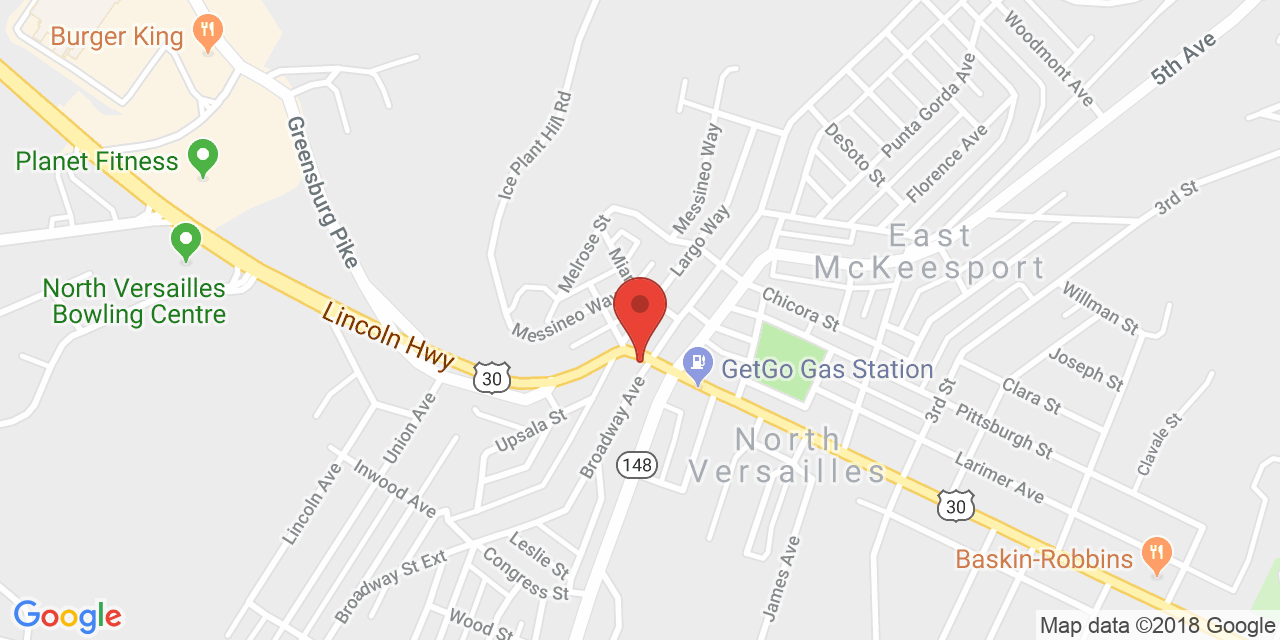 Burger King
Woodmont Ave
5th Ave
Ice Plant Hill Rd
Punta Gorda Ave
Messineo Way
DeSoto St
Florence Ave
Planet Fitness
Greensburg Pike
3rd St
Melrose St
Largo Way
East
McKeesport
North Versailles
Bowling Centre
Messineo Way
Chicora St
Willman St
Lincoln Hwy
30
GetGo Gas Station
Joseph St
Clara St
3rd St
Pittsburgh St
Union Ave
Upsala St
Broadway Ave
148
North
Versailles
Clavale St
Larimer Ave
Lincoln Ave
Inwood Ave
30
Leslie St
Congress St
Broadway St Ext
James Ave
Baskin-Robbins
Wood St
Google
Map data ©2018 Google